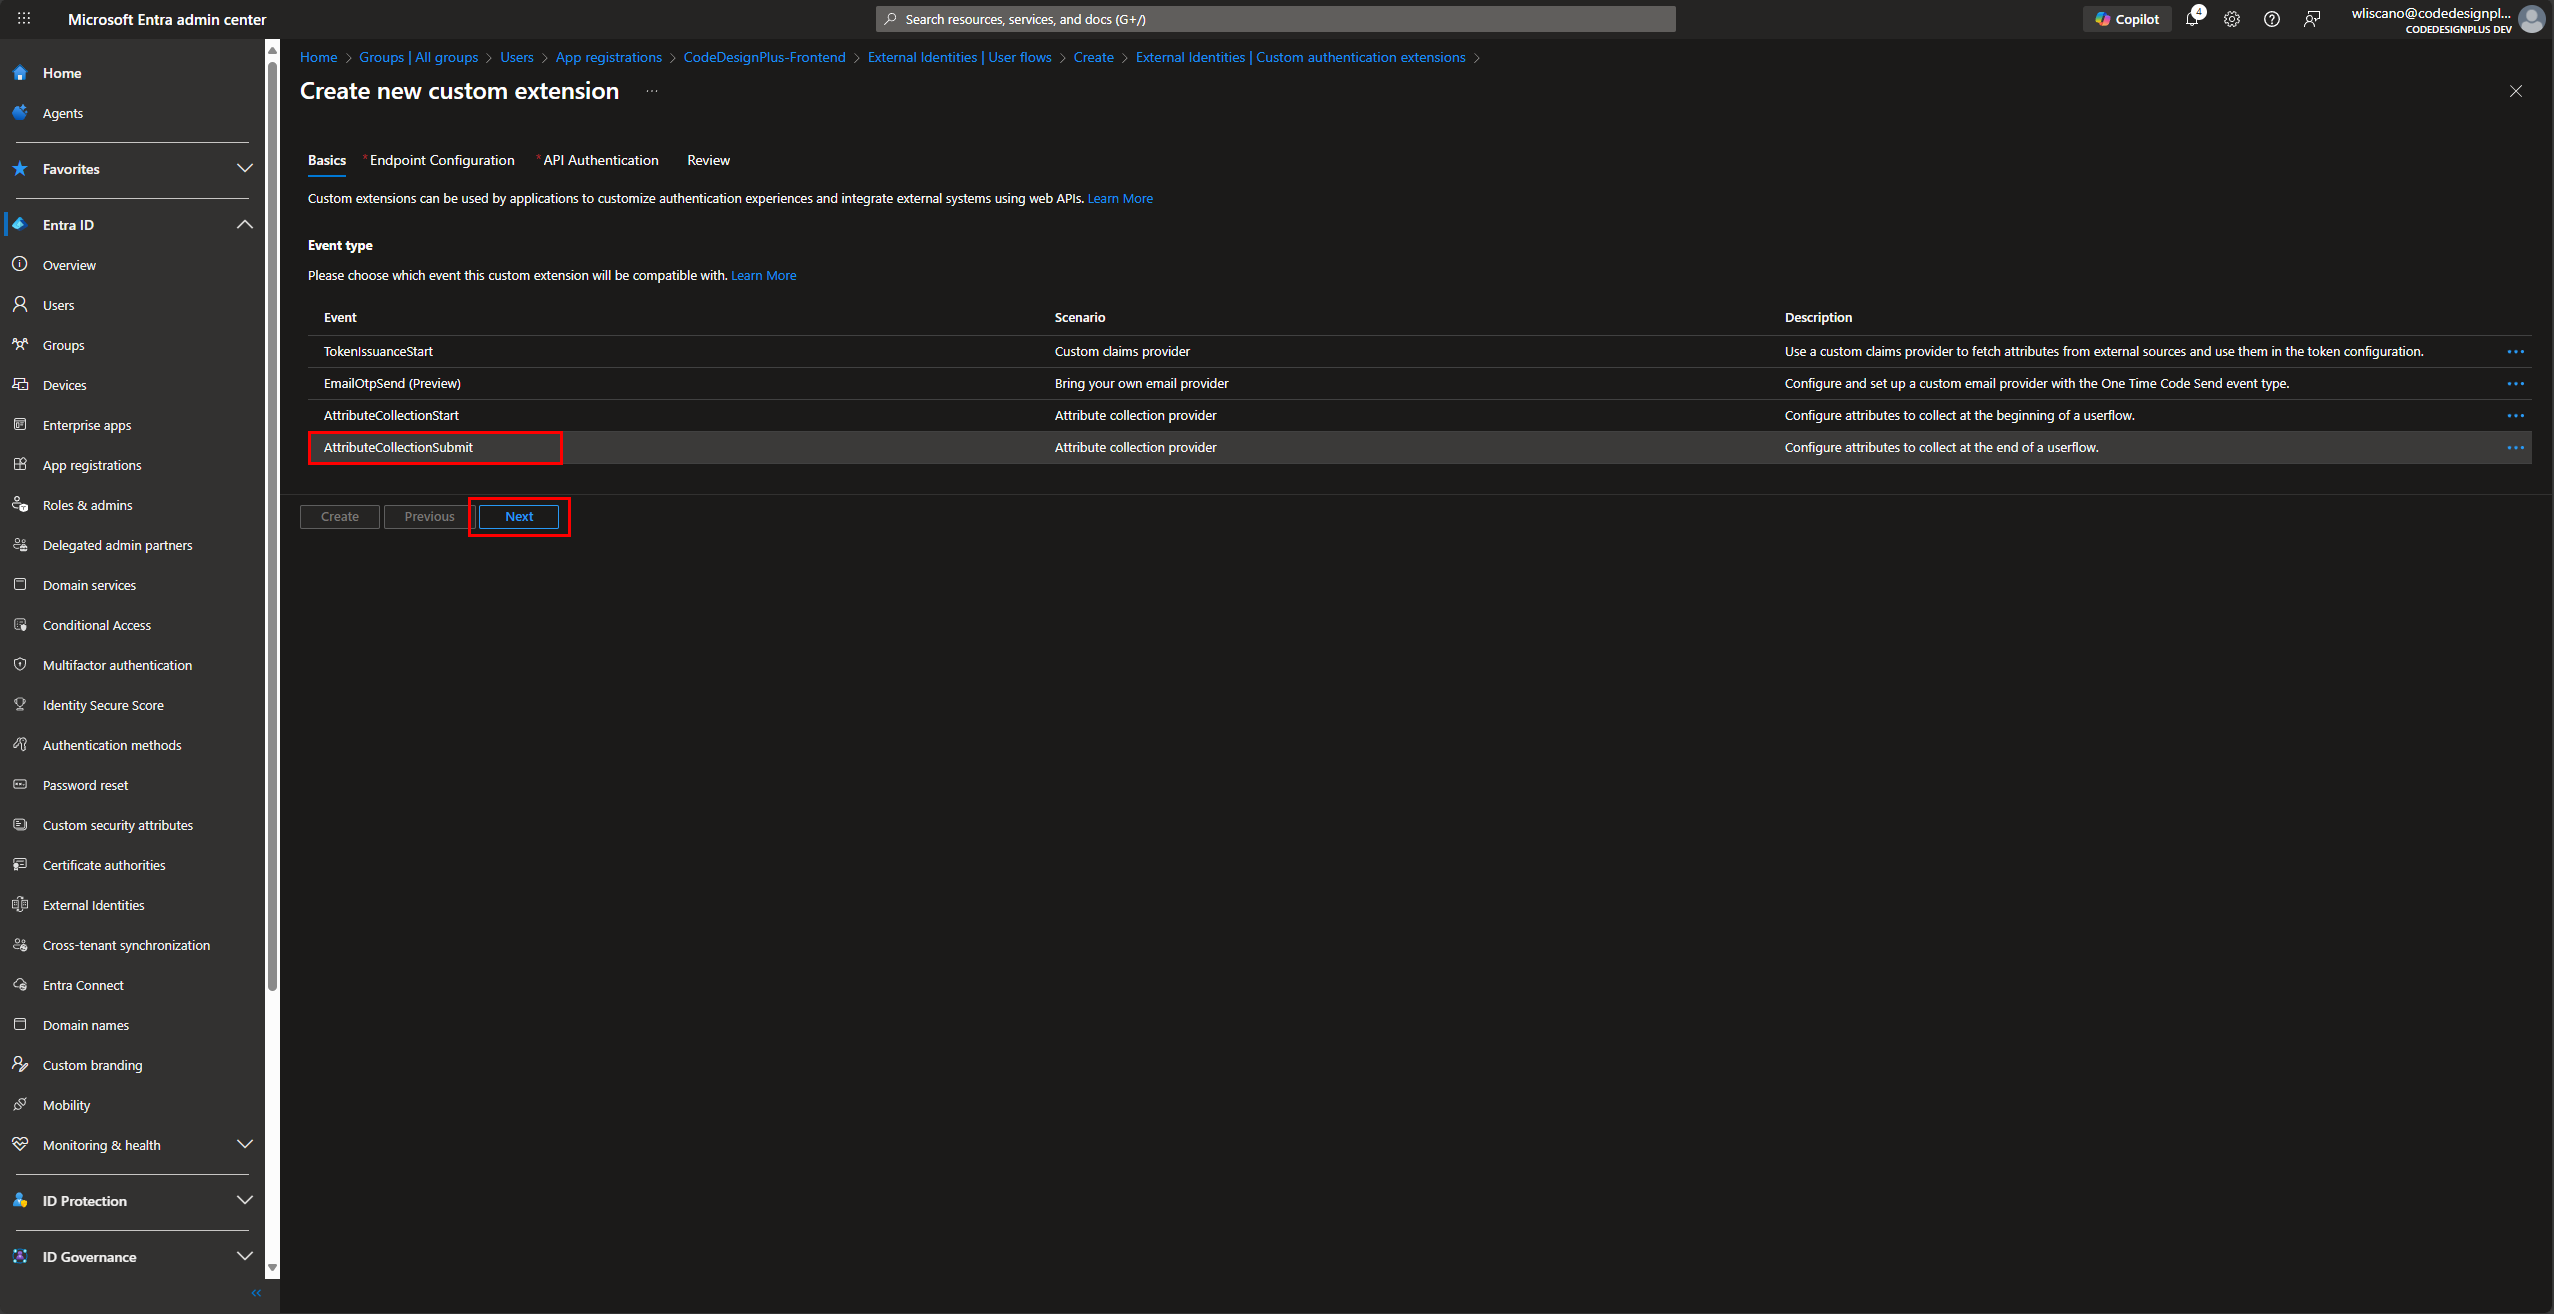 Microsoft Entra admin center
Search resources, services, and docs (G+/)
Copilot
4
wliscano@codedesignpl...
CODEDESIGNPLUS DEV
Home
Agents
Favorites
Entra ID
Overview
Users
Groups
Devices
Enterprise apps
App registrations
Roles & admins
Delegated admin partners
Domain services
Conditional Access
Multifactor authentication
Identity Secure Score
Authentication methods
Password reset
Custom security attributes
Certificate authorities
External Identities
Cross-tenant synchronization
Entra Connect
Domain names
Custom branding
Mobility
Monitoring & health
ID Protection
ID Governance
Home > Groups | All groups > Users > App registrations > CodeDesignPlus-Frontend > External Identities | User flows > Create > External Identities | Custom authentication extensions >
Create new custom extension ...
Basics * Endpoint Configuration * API Authentication Review
Custom extensions can be used by applications to customize authentication experiences and integrate external systems using web APIs. Learn More
Event type
Please choose which event this custom extension will be compatible with. Learn More
Event Scenario Description
TokenIssuanceStart Custom claims provider Use a custom claims provider to fetch attributes from external sources and use them in the token configuration. ...
EmailOtpSend (Preview) Bring your own email provider Configure and set up a custom email provider with the One Time Code Send event type. ...
AttributeCollectionStart Attribute collection provider Configure attributes to collect at the beginning of a userflow. ...
AttributeCollectionSubmit Attribute collection provider Configure attributes to collect at the end of a userflow. ...
Create Previous Next